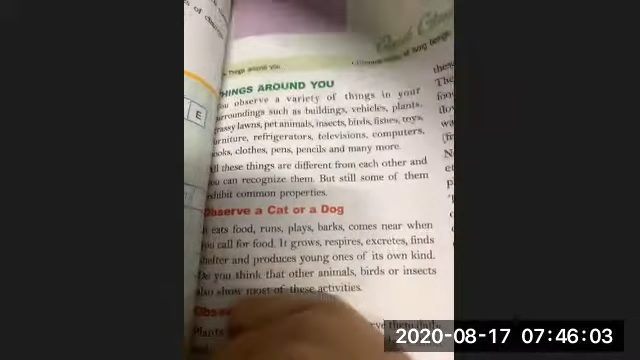 Things around you
THINGS AROUND YOU
You observe a variety of things in your
surroundings such as buildings, vehicles, plants,
grassy lawns, pet animals, insects, birds, fishes, toys,
furniture, refrigerators, televisions, computers,
books, clothes, pens, pencils and many more.
All these things are different from each other and
you can recognize them. But still some of them
exhibit common properties.
Observe a Cat or a Dog
It eats food, runs, plays, barks, comes near when
you call for food. It grows, respires, excretes, finds
shelter and produces young ones of its own kind.
Do you think that other animals, birds or insects
also show most of these activities.
Obser
Plants
E
of living beings
2020-08-17 07:46:03